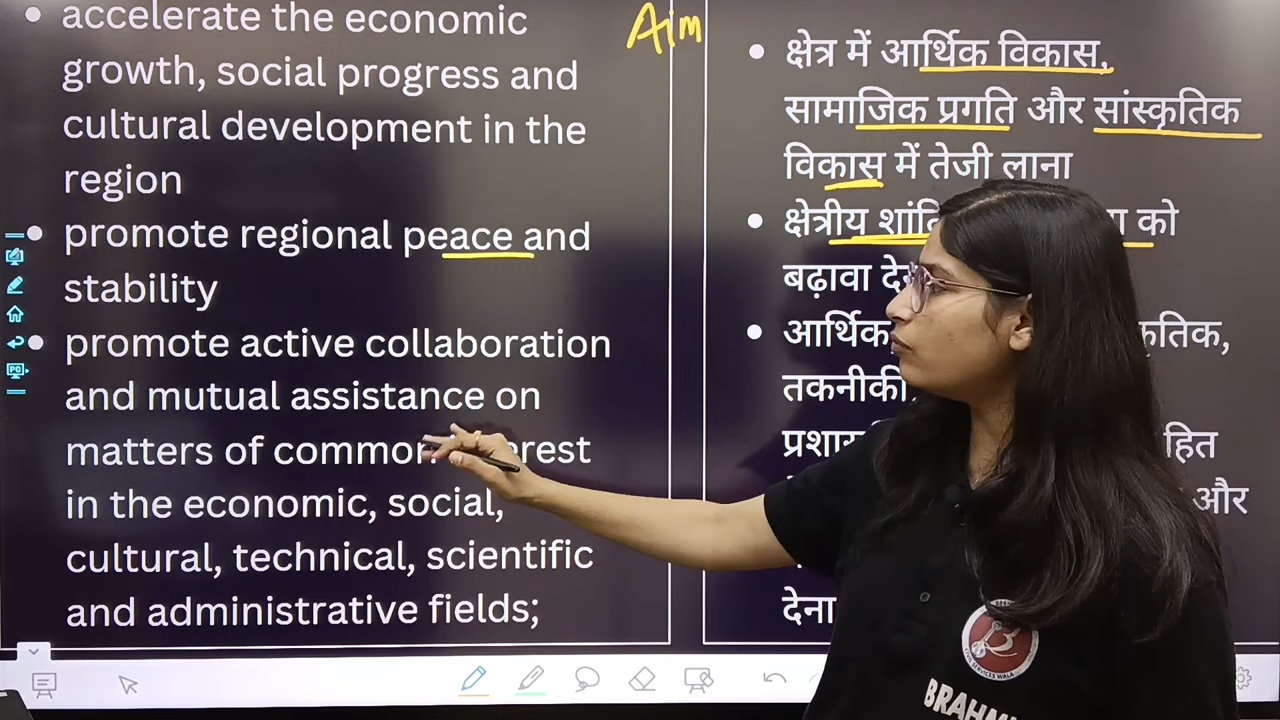 Aim
accelerate the economic
growth, social progress and
cultural development in the
region
promote regional peace and
stability
promote active collaboration
and mutual assistance on
matters of common
in the economic, social,
cultural, technical, scientific
and administrative fields;
क्षेत्र में आर्थिक विकास,
सामाजिक प्रगति और सांस्कृतिक
विकास में तेजी लाना
क्षेत्रीय को
बढ़ावा
आर्थिक
तकनीकी,
और
देना
BRAHM